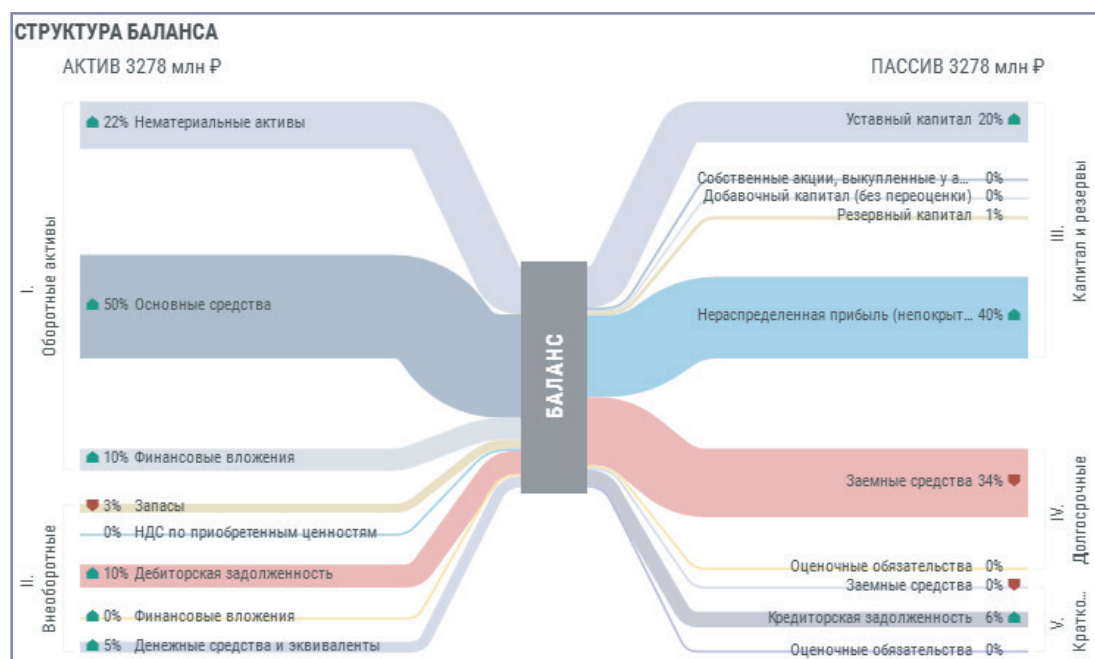 СТРУКТУРА БАЛАНСА
АКТИВ 3278 млн ₽
ПАССИВ 3278 млн ₽
I.
Оборотные активы
22% Нематериальные активы
50% Основные средства
10% Финансовые вложения
II.
Внеоборотные
3% Запасы
0% НДС по приобретенным ценностям
10% Дебиторская задолженность
0% Финансовые вложения
5% Денежные средства и эквиваленты
БАЛАНС
Уставный капитал 20%
Собственные акции, выкупленные у а... 0%
Добавочный капитал (без переоценки) 0%
Резервный капитал 1%
Нераспределенная прибыль (непокрыт... 40%
III.
Капитал и резервы
Заемные средства 34%
Оценочные обязательства 0%
IV.
Долгосрочные
Заемные средства 0%
Кредиторская задолженность 6%
Оценочные обязательства 0%
V.
Кратко...